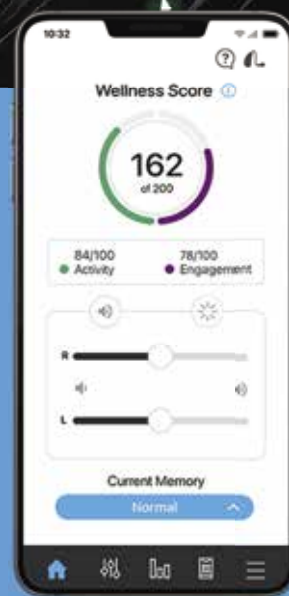 10:32
Wellness Score
162
of 200
84/100 78/100
Activity Engagement
R
L
Current Memory
Normal